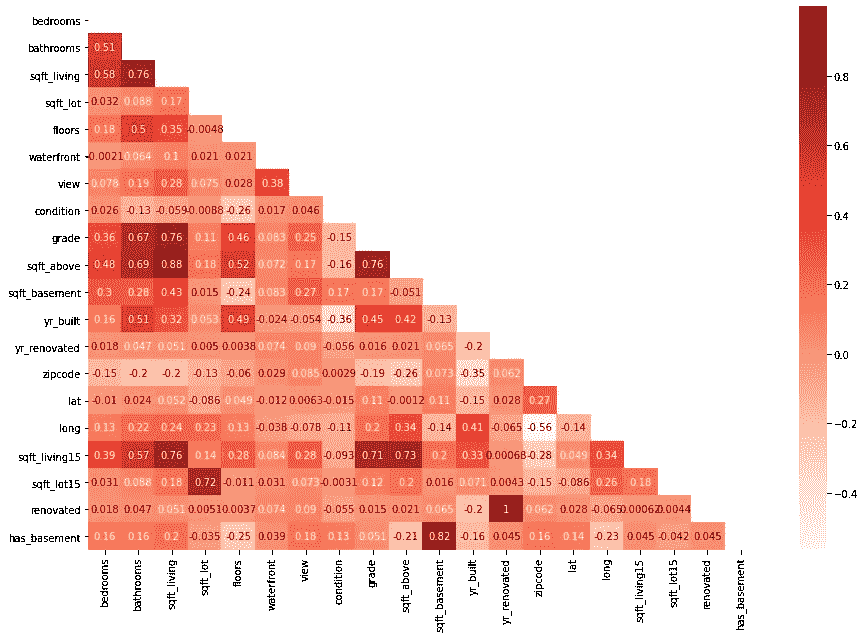 bedrooms
bathrooms 0.51
sqft_living 0.58 0.76
sqft_lot 0.032 0.088 0.17
floors 0.18 0.5 0.35 -0.0048
waterfront -0.0021 0.064 0.1 0.021 0.021
view 0.078 0.19 0.28 0.075 0.028 0.38
condition 0.026 -0.13 -0.059 -0.0088 -0.26 0.017 0.046
grade 0.36 0.67 0.76 0.11 0.46 0.083 0.25 -0.15
sqft_above 0.48 0.69 0.88 0.18 0.52 0.072 0.17 -0.16 0.76
sqft_basement 0.3 0.28 0.43 0.015 -0.24 0.083 0.27 0.17 0.17 -0.051
yr_built 0.16 0.51 0.32 0.053 0.49 -0.024 -0.054 -0.36 0.45 0.42 -0.13
yr_renovated 0.018 0.047 0.051 0.005 0.0038 0.074 0.09 -0.056 0.016 0.021 0.065 -0.2
zipcode -0.15 -0.2 -0.2 -0.13 -0.06 0.029 0.085 0.0029 -0.19 -0.26 0.073 -0.35 0.062
lat -0.01 0.024 0.052 -0.086 0.049 -0.012 0.0063 -0.015 0.11 -0.0012 0.11 -0.15 0.028 0.27
long 0.13 0.22 0.24 0.23 0.13 -0.038 -0.078 -0.11 0.2 0.34 -0.14 0.41 -0.065 -0.56 -0.14
sqft_living15 0.39 0.57 0.76 0.14 0.28 0.084 0.28 -0.093 0.71 0.73 0.2 0.33 0.00068 -0.28 0.049 0.34
sqft_lot15 0.031 0.088 0.18 0.72 -0.011 0.031 0.073 -0.0031 0.12 0.2 0.016 0.071 0.0043 -0.15 -0.086 0.26 0.18
renovated 0.018 0.047 0.051 0.0051 0.0037 0.074 0.09 -0.055 0.015 0.021 0.065 -0.2 1 0.062 0.028 -0.065 0.0044
has_basement 0.16 0.16 0.2 -0.035 -0.25 0.039 0.18 0.13 0.051 -0.21 0.82 -0.16 0.045 0.16 0.14 -0.23 0.045 -0.042 0.045
bedrooms bathrooms sqft_living sqft_lot floors waterfront view condition grade sqft_above sqft_basement yr_built yr_renovated zipcode lat long sqft_living15 sqft_lot15 renovated has_basement
0.8
0.6
0.4
0.2
0.0
-0.2
-0.4